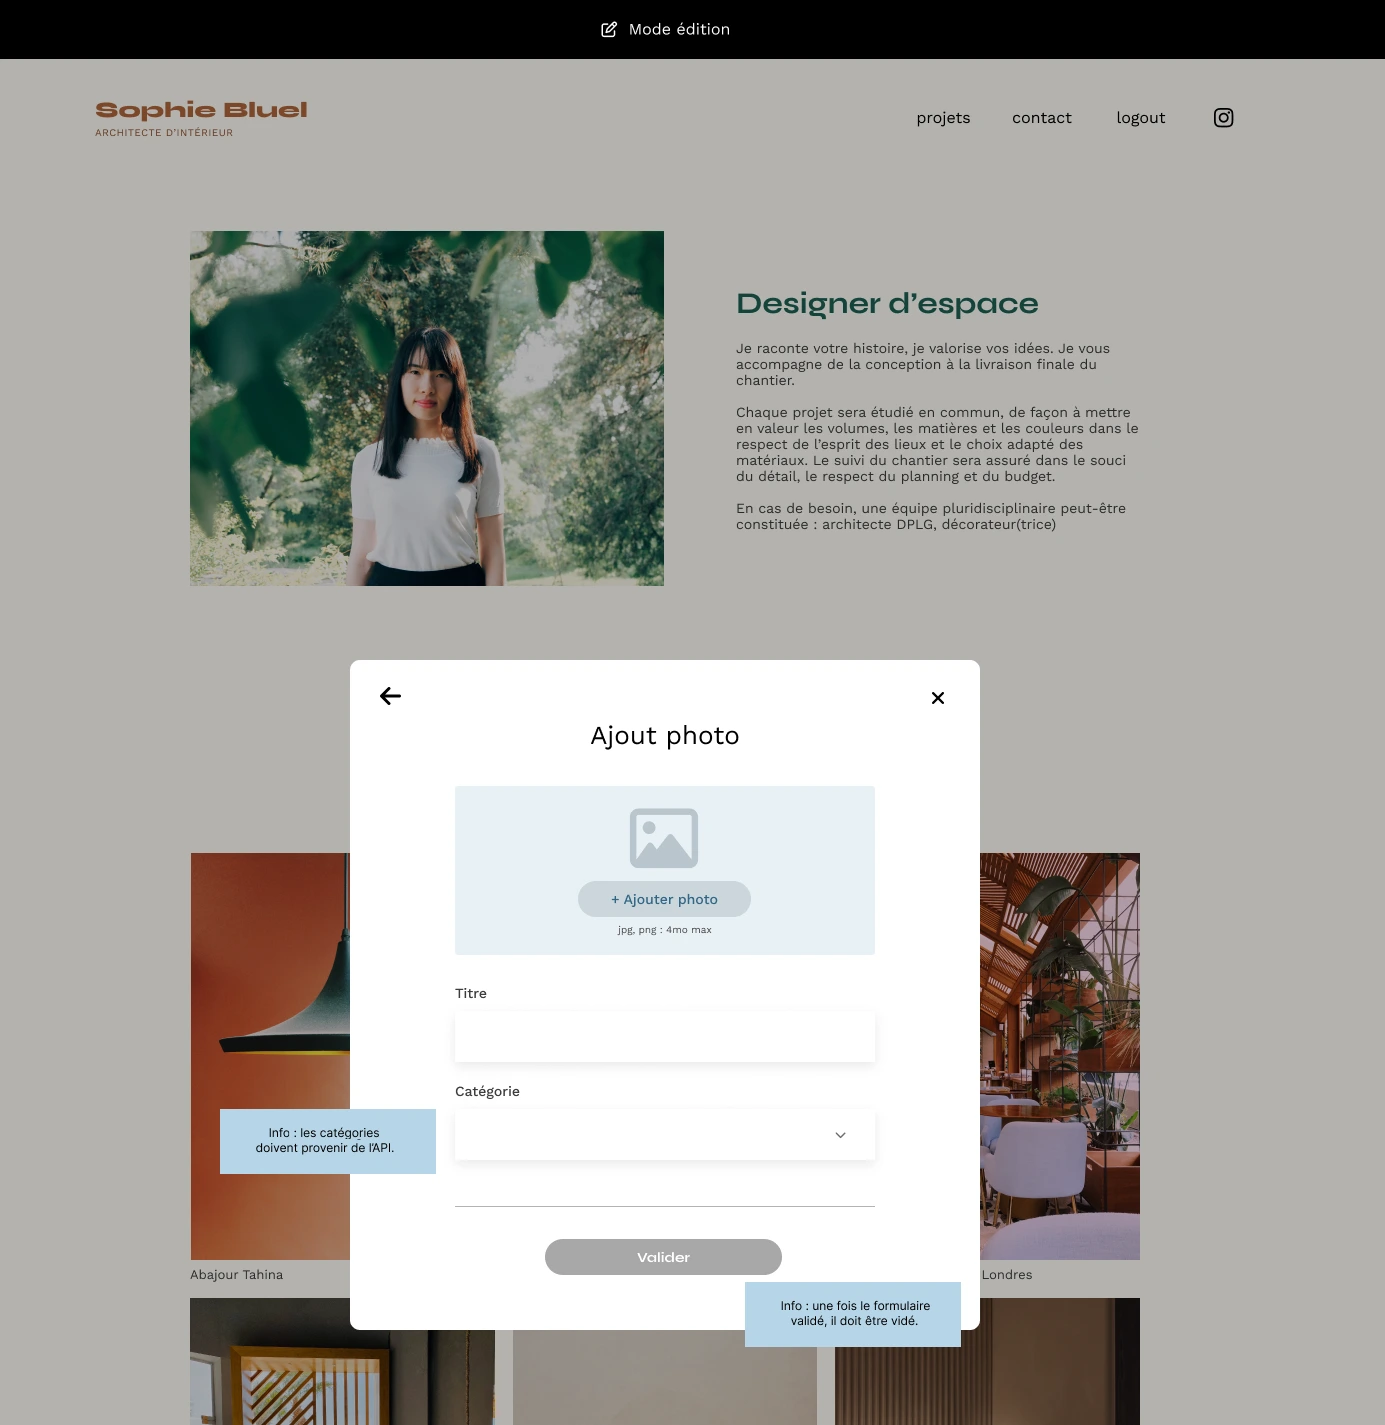 Mode édition
Sophie Bluel
ARCHITECTE D'INTÉRIEUR
projets
contact
logout
Designer d’espace
Je raconte votre histoire, je valorise vos idées. Je vous
accompagne de la conception à la livraison finale du
chantier.
Chaque projet sera étudié en commun, de façon à mettre
en valeur les volumes, les matières et les couleurs dans le
respect de l’esprit des lieux et le choix adapté des
matériaux. Le suivi du chantier sera assuré dans le souci
du détail, le respect du planning et du budget.
En cas de besoin, une équipe pluridisciplinaire peut-être
constituée : architecte DPLG, décorateur(trice)
Ajout photo
+ Ajouter photo
jpg, png : 4mo max
Titre
Catégorie
Info : les catégories
doivent provenir de l’API.
Valider
Abajour Tahina
Londres
Info : une fois le formulaire
validé, il doit être vidé.